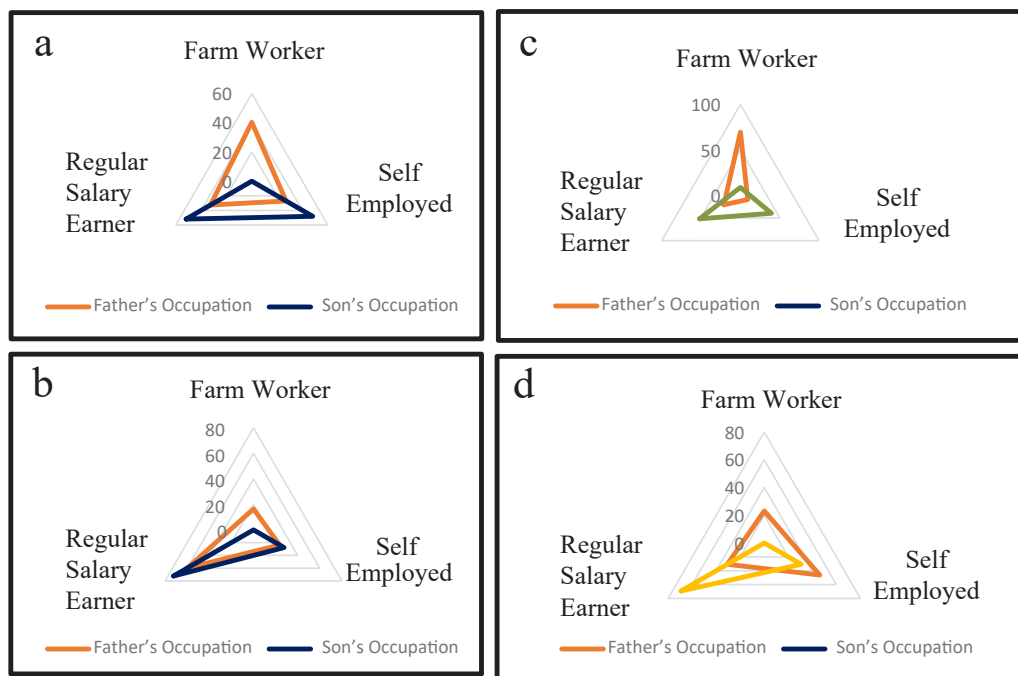 a
Farm Worker
60
40
20
0
Regular
Salary
Earner
Self
Employed
Father's Occupation Son's Occupation
c
Farm Worker
100
50
0
Regular
Salary
Earner
Self
Employed
Father's Occupation Son's Occupation
b
Farm Worker
80
60
40
20
0
Regular
Salary
Earner
Self
Employed
Father's Occupation Son's Occupation
d
Farm Worker
80
60
40
20
0
Regular
Salary
Earner
Self
Employed
Father's Occupation Son's Occupation